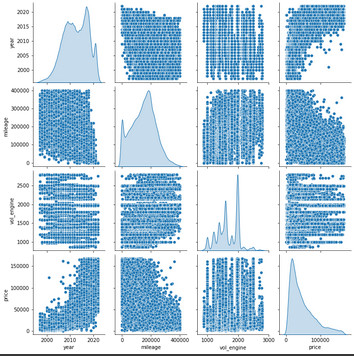 2020
2015
2010
2005
2000
year
400000
300000
200000
100000
0
mileage
2500
2000
1500
1000
vol_engine
150000
100000
50000
0
price
2000 2010 2020
year
0 200000 400000
mileage
1000 2000 3000
vol_engine
0 100000
price